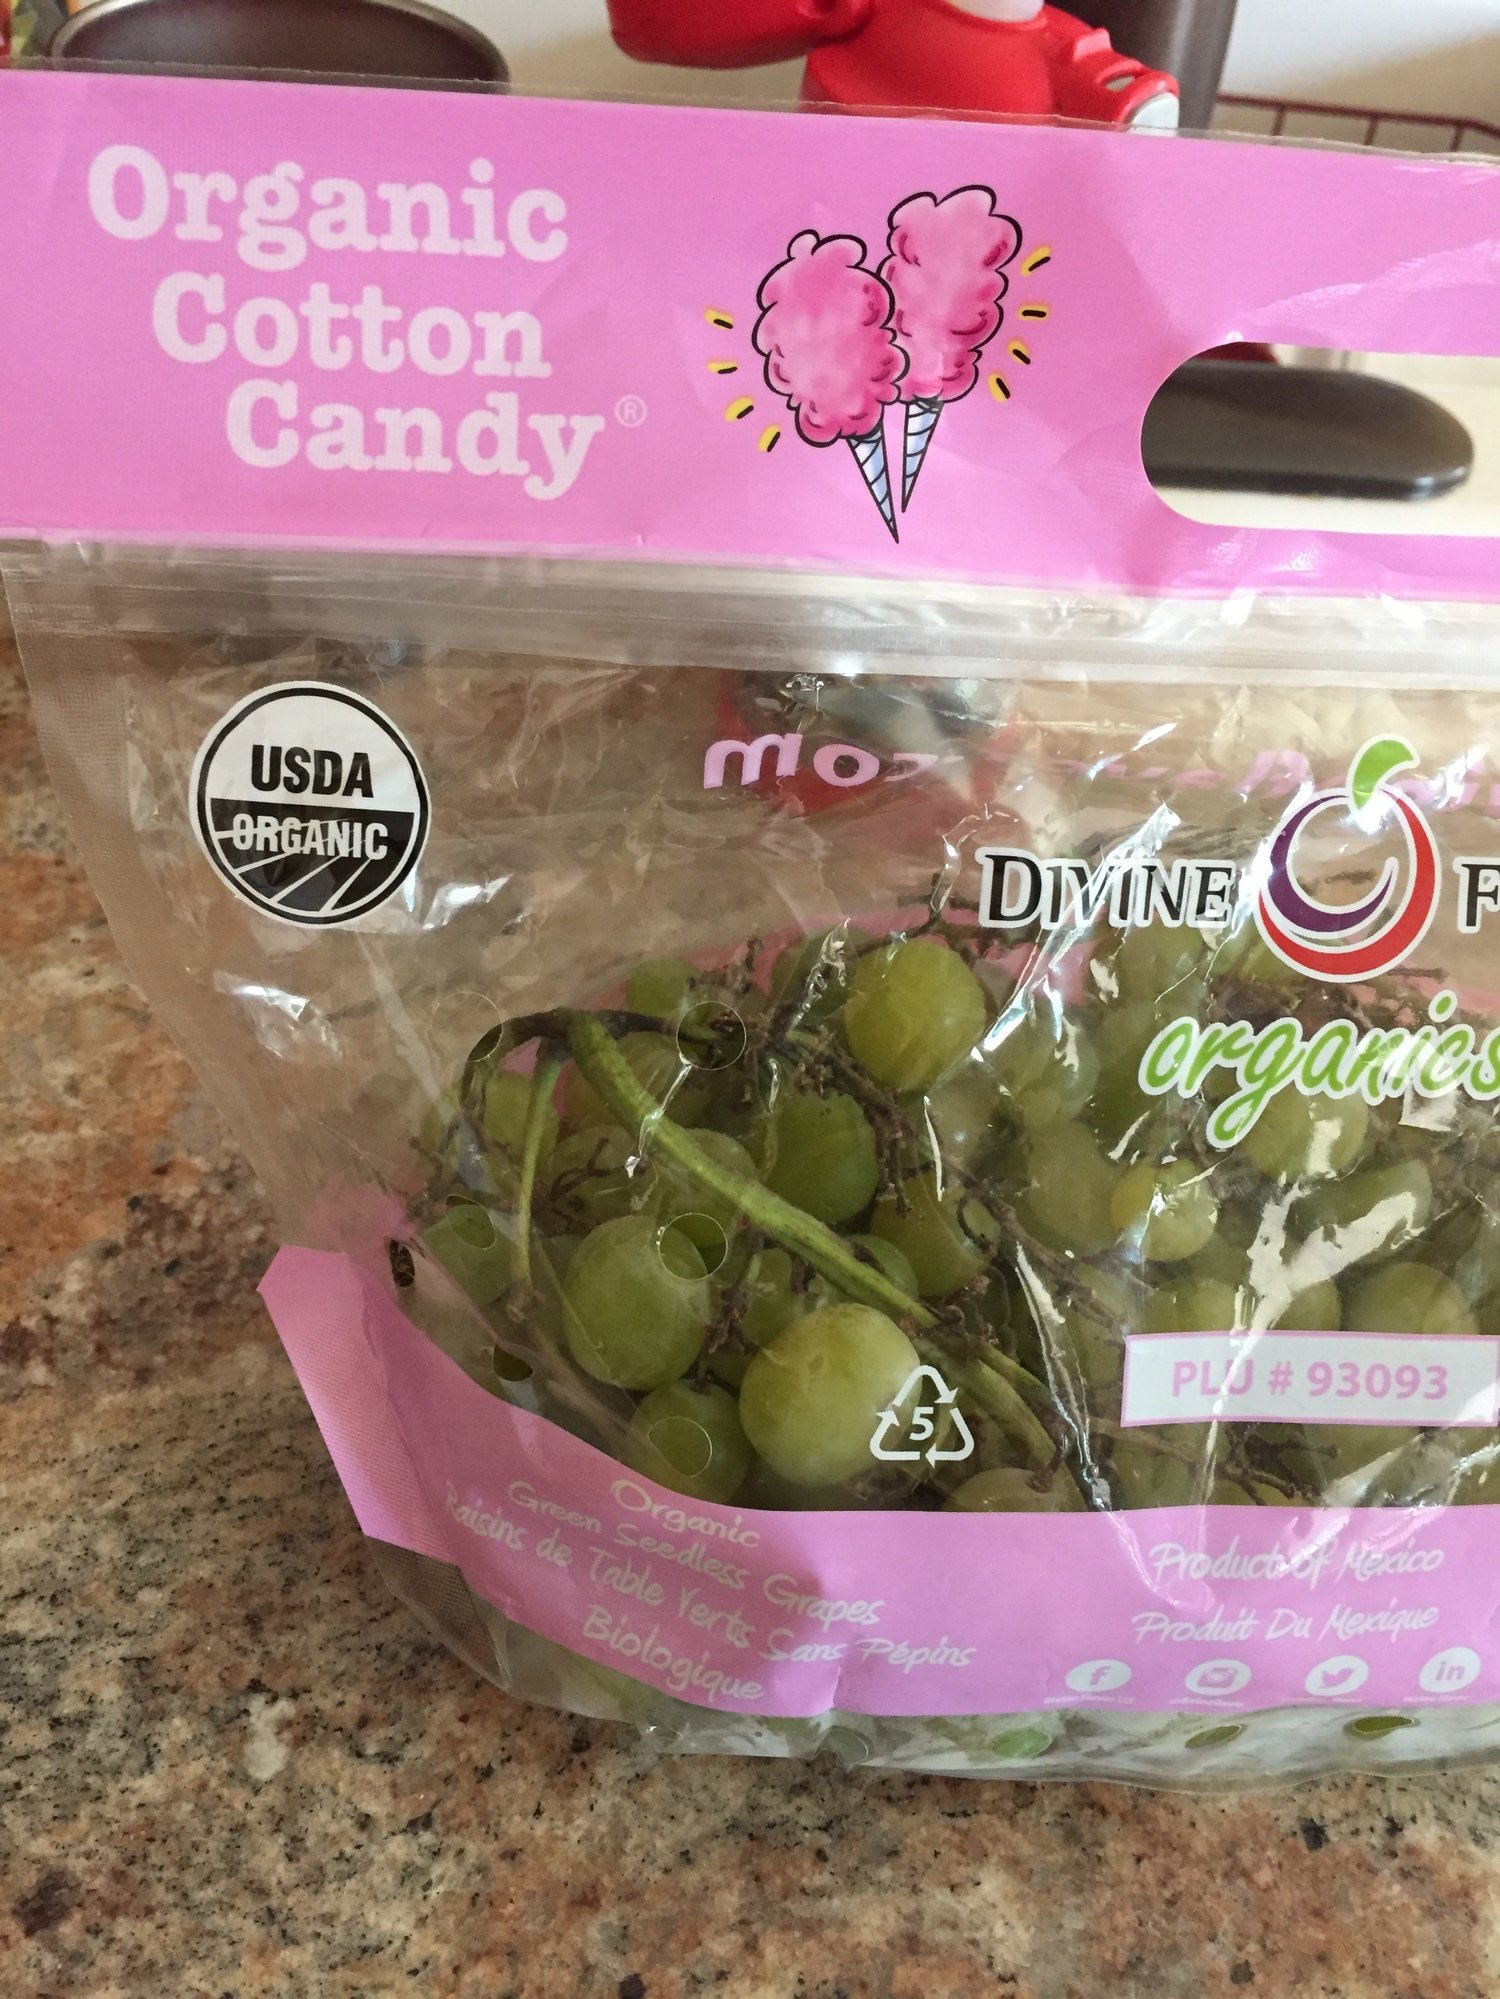 Organic
Cotton
Candy®
USDA
ORGANIC
DIVINE F
organics
PLU # 93093
5
Organic
Green Seedless Grapes
Raisins de Table Verts Sans Pépins
Biologique
Product of Mexico
Produit Du Mexique
f
in